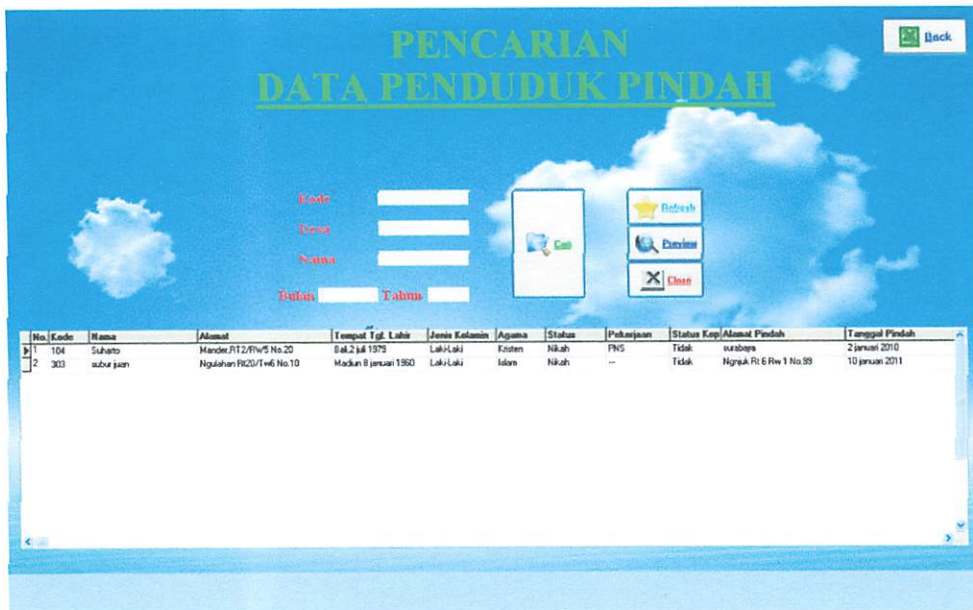 PENCARIAN
DATA PENDUDUK PINDAH
Back
Kode
Desa
Nama
Bulan Tahun
Cari
Refresh
Preview
Clean
No. Kode Nama Alamat Tempat Tgl. Lahir Jenis Kelamin Agama Status Pekerjaan Status Kep Alamat Pindah Tanggal Pindah
1 104 Suharto Mander,RT2/RW5 No.20 Bali,2 juli 1979 Laki-Laki Kristen Nikah PNS Tidak surabaya 2 januari 2010
2 303 subur juan Ngulahan Rt20/Tw6 No.10 Madiun 8 januari 1960 Laki-Laki Islam Nikah --- Tidak Ngnjuk Rt 6 Rw 1 No.99 10 januari 2011